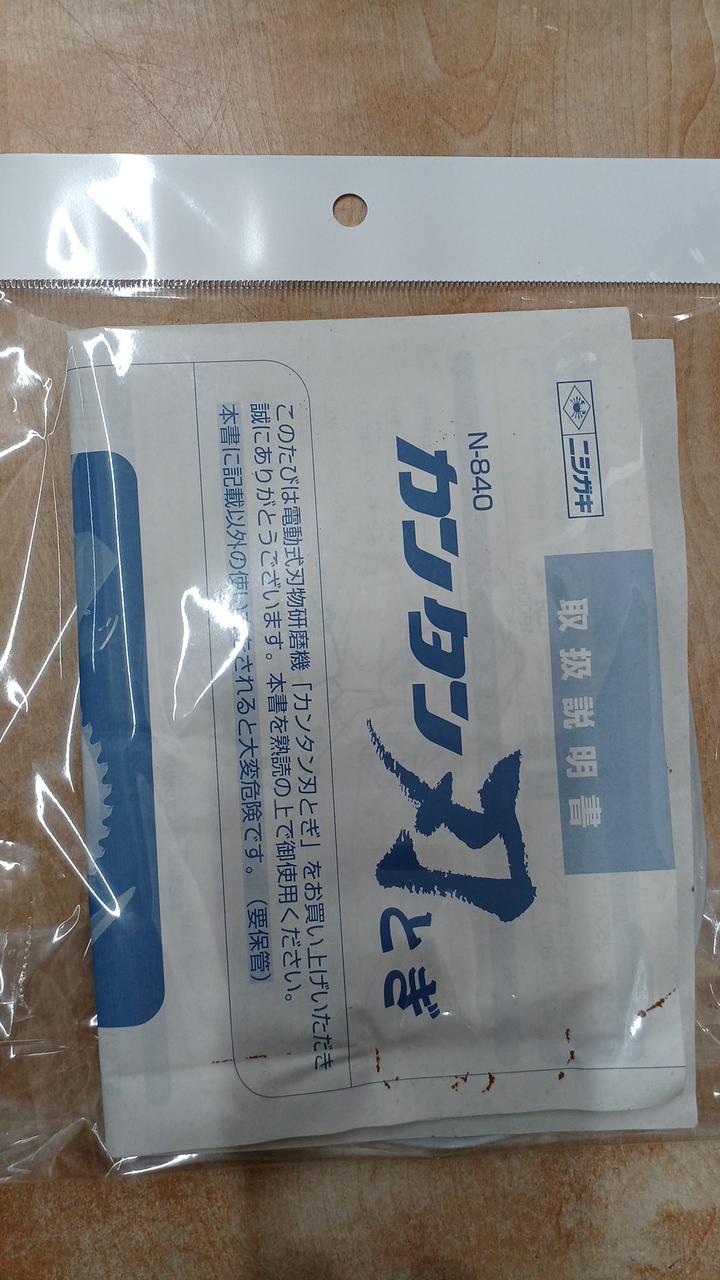 ニシガキ
取扱説明書
N-840
カンタン刃とぎ
このたびは電動式刃物研磨機「カンタン刃とぎ」をお買い上げいただき
誠にありがとうございます。本書を熟読の上で御使用ください。
本書に記載以外の使い されると大変危険です。（要保管）